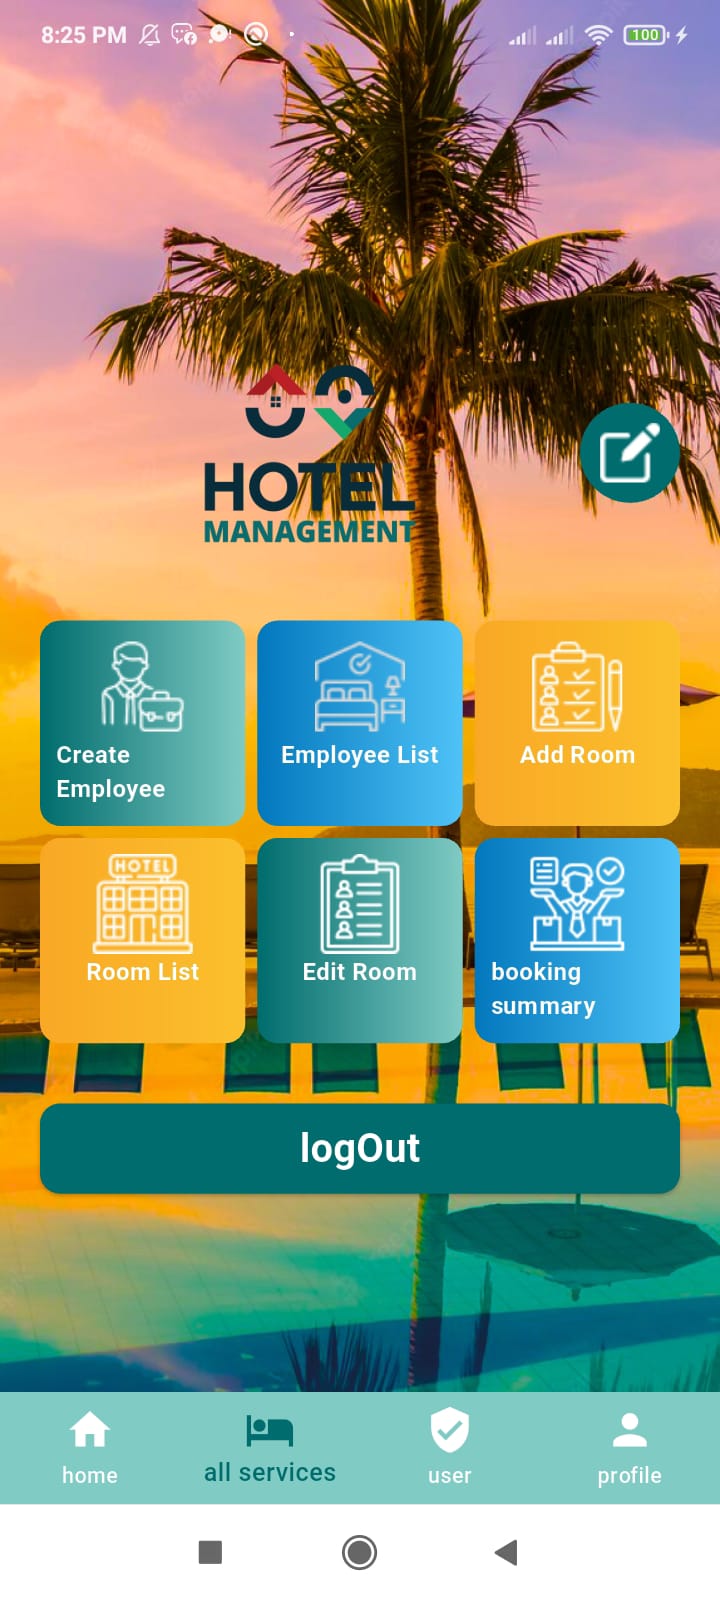 8:25 PM
100
HOTEL
MANAGEMENT
Create
Employee
Employee List
Add Room
HOTEL
Room List
Edit Room
booking
summary
logOut
home
all services
user
profile